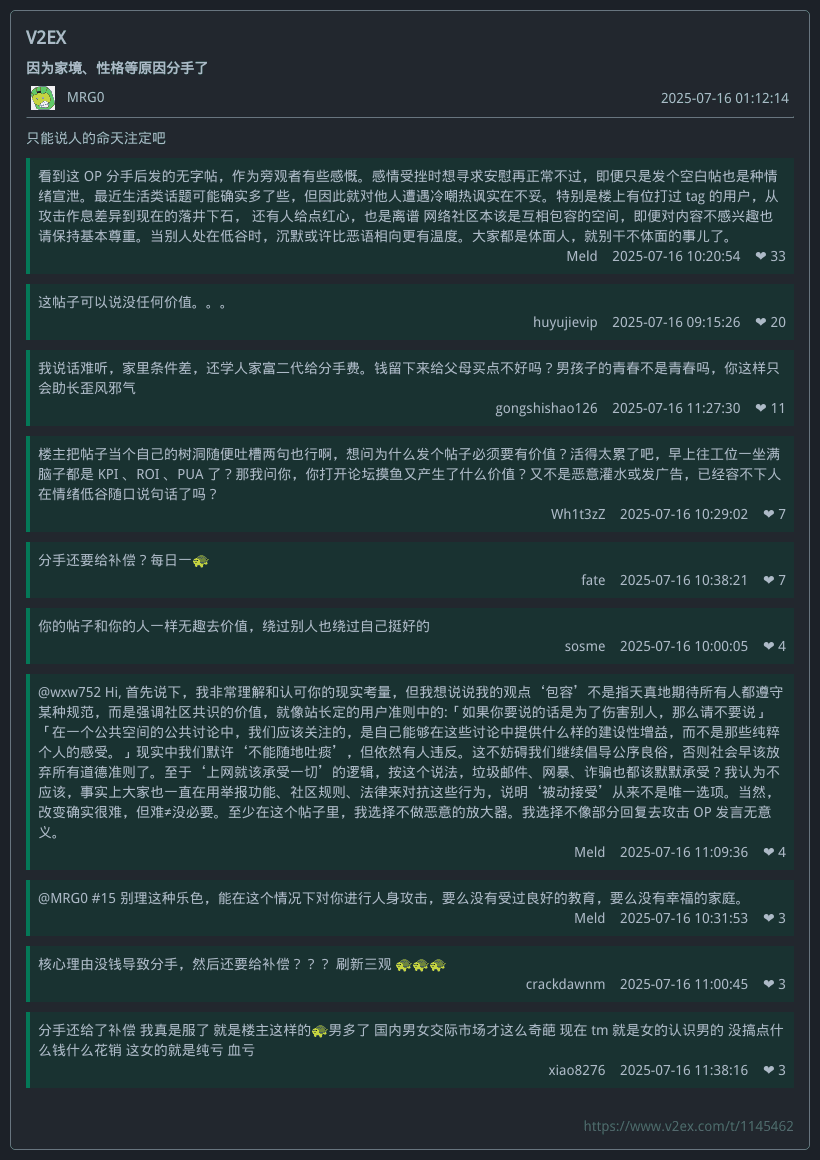 V2EX
因为家境、性格等原因分手了
MRG0
2025-07-16 01:12:14
只能说人的命天注定吧
看到这 OP 分手后发的无字帖，作为旁观者有些感慨。感情受挫时想寻求安慰再正常不过，即便只是发个空白帖也是种情
绪宣泄。最近生活类话题可能确实多了些，但因此就对他人遭遇冷嘲热讽实在不妥。特别是楼上有位打过 tag 的用户，从
攻击作息差异到现在的落井下石， 还有人给点红心，也是离谱 网络社区本该是互相包容的空间，即便对内容不感兴趣也
请保持基本尊重。当别人处在低谷时，沉默或许比恶语相向更有温度。大家都是体面人，就别干不体面的事儿了。
Meld 2025-07-16 10:20:54 ❤ 33
这帖子可以说没任何价值。。。
huyujievip 2025-07-16 09:15:26 ❤ 20
我说话难听，家里条件差，还学人家富二代给分手费。钱留下来给父母买点不好吗？男孩子的青春不是青春吗，你这样只
会助长歪风邪气
gongshishao126 2025-07-16 11:27:30 ❤ 11
楼主把帖子当个自己的树洞随便吐槽两句也行啊，想问为什么发个帖子必须要有价值？活得太累了吧，早上往工位一坐满
脑子都是 KPI 、ROI 、PUA 了？那我问你，你打开论坛摸鱼又产生了什么价值？又不是恶意灌水或发广告，已经容不下人
在情绪低谷随口说句话了吗？
Wh1t3zZ 2025-07-16 10:29:02 ❤ 7
分手还要给补偿？每日一🐢
fate 2025-07-16 10:38:21 ❤ 7
你的帖子和你的人一样无趣去价值，绕过别人也绕过自己挺好的
sosme 2025-07-16 10:00:05 ❤ 4
@wxw752 Hi, 首先说下，我非常理解和认可你的现实考量，但我想说说我的观点‘包容’不是指天真地期待所有人都遵守
某种规范，而是强调社区共识的价值，就像站长定的用户准则中的:「 如果你要说的话是为了伤害别人，那么请不要说 」
「 在一个公共空间的公共讨论中，我们应该关注的，是自己能够在这些讨论中提供什么样的建设性增益，而不是那些纯粹
个人的感受。 」现实中我们默许‘不能随地吐痰’，但依然有人违反。这不妨碍我们继续倡导公序良俗，否则社会早该放
弃所有道德准则了。至于‘上网就该承受一切’的逻辑，按这个说法，垃圾邮件、网暴、诈骗也都该默默承受？我认为不
应该，事实上大家也一直在用举报功能、社区规则、法律来对抗这些行为，说明‘被动接受’从来不是唯一选项。当然，
改变确实很难，但难≠没必要。至少在这个帖子里，我选择不做恶意的放大器。我选择不像部分回复去攻击 OP 发言无意
义。
Meld 2025-07-16 11:09:36 ❤ 4
@MRG0 #15 别理这种乐色，能在这个情况下对你进行人身攻击，要么没有受过良好的教育，要么没有幸福的家庭。
Meld 2025-07-16 10:31:53 ❤ 3
核心理由没钱导致分手，然后还要给补偿？？？ 刷新三观 🐢🐢🐢
crackdawnm 2025-07-16 11:00:45 ❤ 3
分手还给了补偿 我真是服了 就是楼主这样的🐢男多了 国内男女交际市场才这么奇葩 现在 tm 就是女的认识男的 没搞点什
么钱什么花销 这女的就是纯亏 血亏
xiao8276 2025-07-16 11:38:16 ❤ 3
https://www.v2ex.com/t/1145462